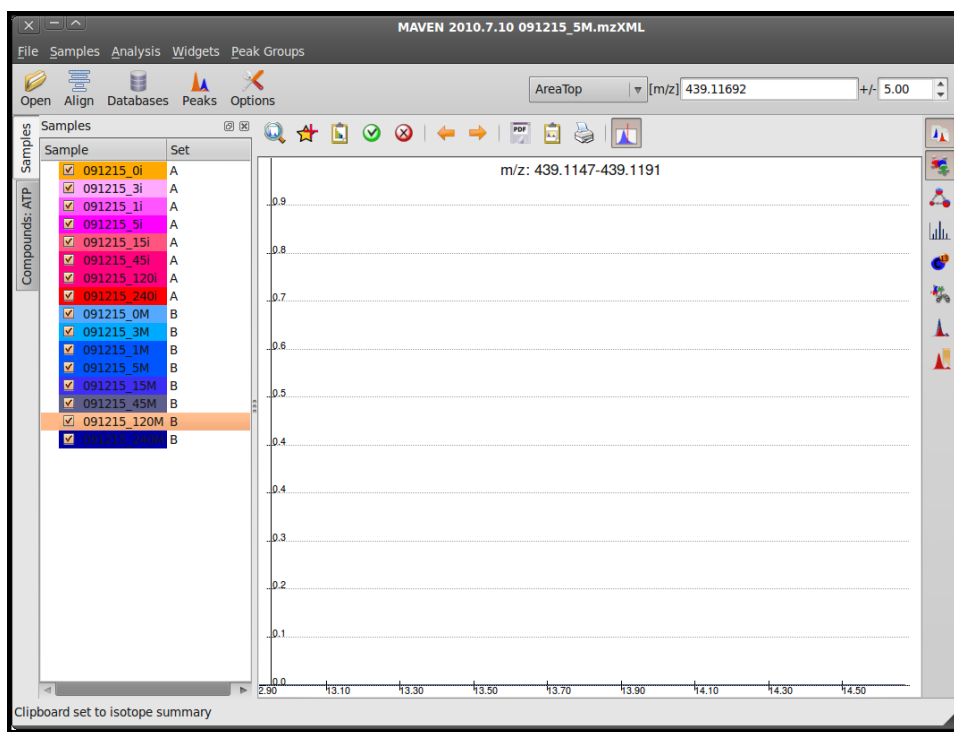 MAVEN 2010.7.10 091215_5M.mzXML
File Samples Analysis Widgets Peak Groups
Open Align Databases Peaks Options AreaTop [m/z] 439.11692 +/- 5.00
Samples
Compounds: ATP
Samples
Sample Set
091215_0i A
091215_3i A
091215_1i A
091215_5i A
091215_15i A
091215_45i A
091215_120i A
091215_240i A
091215_0M B
091215_3M B
091215_1M B
091215_5M B
091215_15M B
091215_45M B
091215_120M B
B
PDF
m/z: 439.1147-439.1191
0.9
0.8
0.7
0.6
0.5
0.4
0.4
0.3
0.2
0.1
0.0
2.90 13.10 13.30 13.50 13.70 13.90 14.10 14.30 14.50
Clipboard set to isotope summary